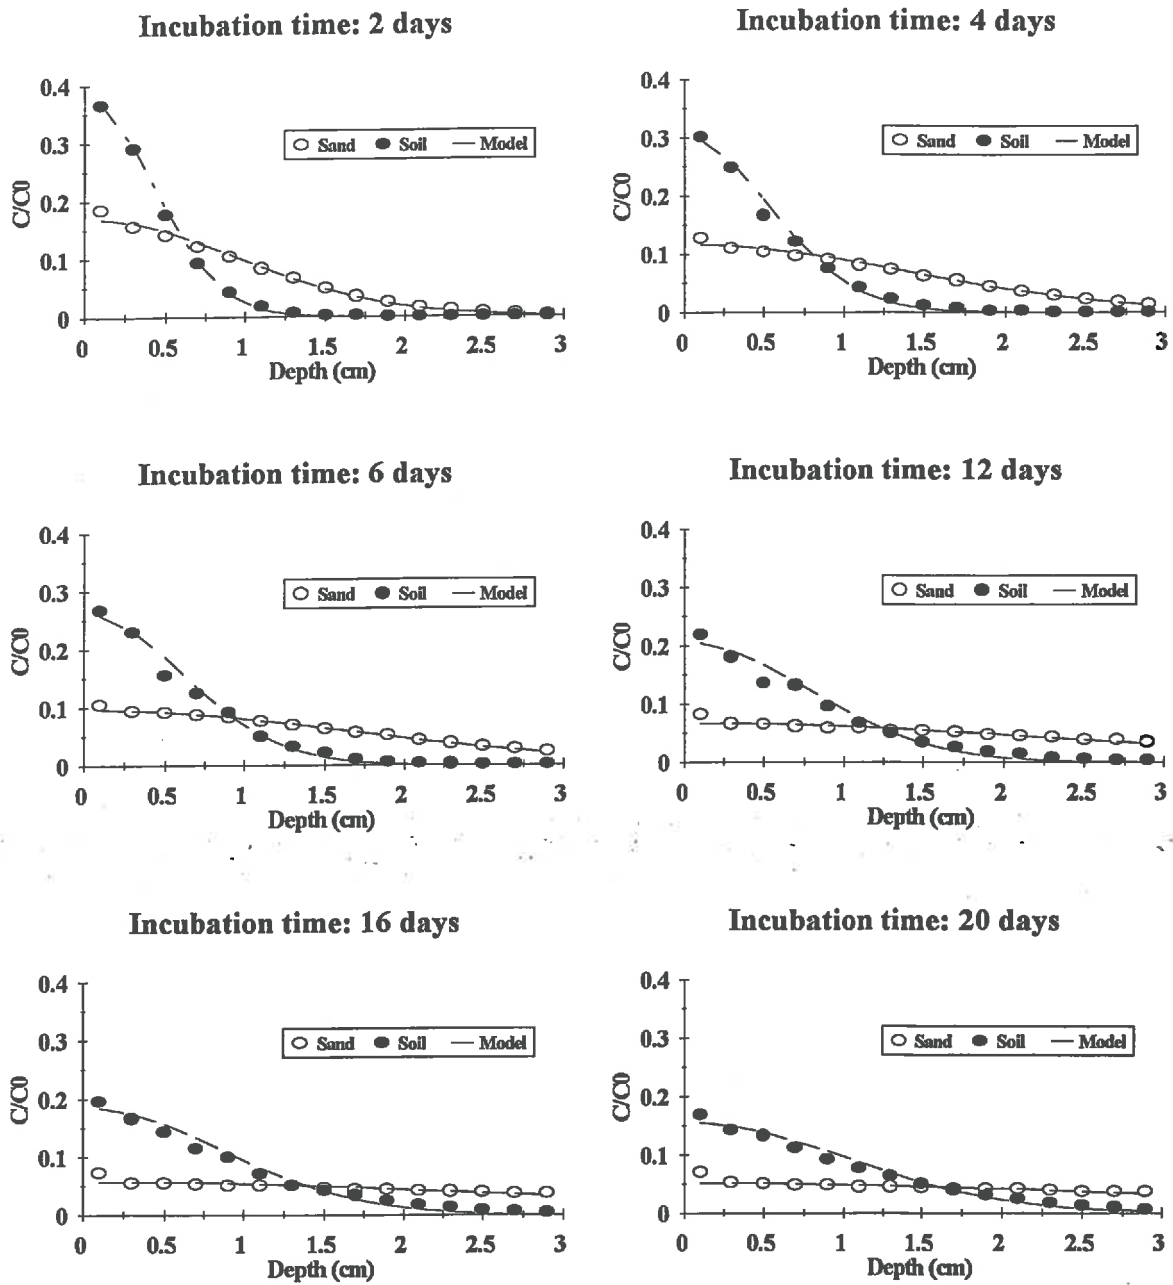 Incubation time: 2 days
0.4
0.3
0.2
0.1
0
C/C0
Sand Soil Model
0 0.5 1 1.5 2 2.5 3
Depth (cm)
Incubation time: 4 days
0.4
0.3
0.2
0.1
0
C/C0
Sand Soil Model
0 0.5 1 1.5 2 2.5 3
Depth (cm)
Incubation time: 6 days
0.4
0.3
0.2
0.1
0
C/C0
Sand Soil Model
0 0.5 1 1.5 2 2.5 3
Depth (cm)
Incubation time: 12 days
0.4
0.3
0.2
0.1
0
C/C0
Sand Soil Model
0 0.5 1 1.5 2 2.5 3
Depth (cm)
Incubation time: 16 days
0.4
0.3
0.2
0.1
0
C/C0
Sand Soil Model
0 0.5 1 1.5 2 2.5 3
Depth (cm)
Incubation time: 20 days
0.4
0.3
0.2
0.1
0
C/C0
Sand Soil Model
0 0.5 1 1.5 2 2.5 3
Depth (cm)